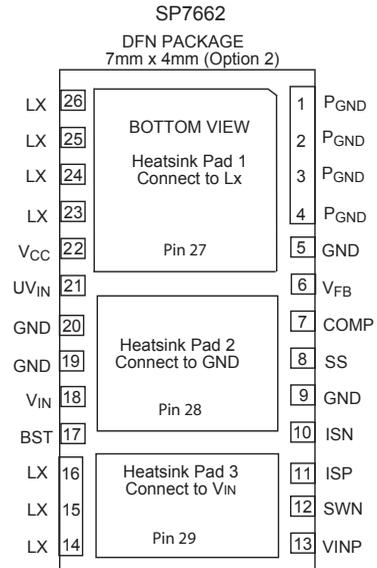 SP7662
DFN PACKAGE
7mm x 4mm (Option 2)
LX 26 1 PGND
LX 25 2 PGND
LX 24 3 PGND
LX 23 4 PGND
VCC 22 5 GND
UVIN 21 6 VFB
GND 20 7 COMP
GND 19 8 SS
VIN 18 9 GND
BST 17 10 ISN
LX 16 11 ISP
LX 15 12 SWN
LX 14 13 VINP
BOTTOM VIEW
Heatsink Pad 1
Connect to Lx
Pin 27
Heatsink Pad 2
Connect to GND
Pin 28
Heatsink Pad 3
Connect to VIN
Pin 29